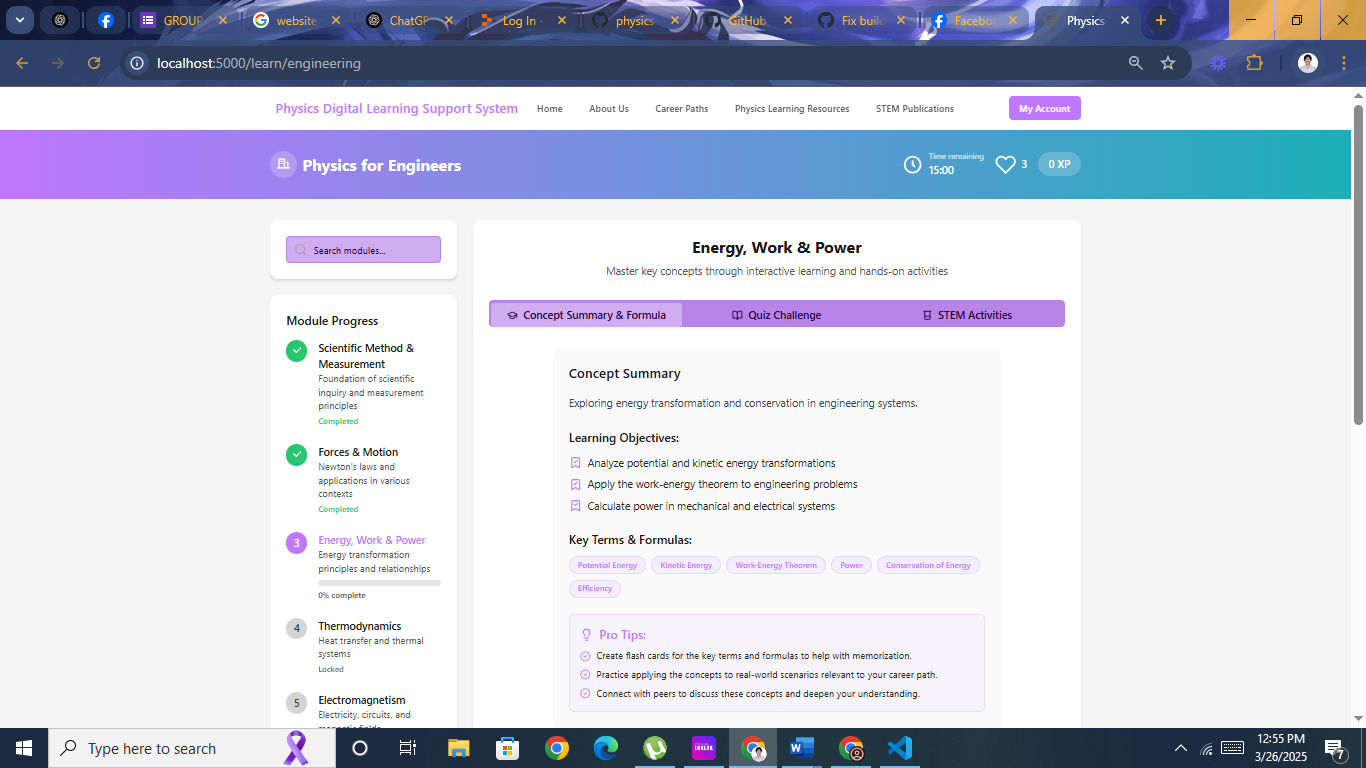 GROUP
website
ChatGP
Log In -
physics
GitHub
Fix buil
Facebo
Physics
localhost:5000/learn/engineering
Physics Digital Learning Support System
Home
About Us
Career Paths
Physics Learning Resources
STEM Publications
My Account
Physics for Engineers
Time remaining
15:00
3
0 XP
Search modules...
Module Progress
Scientific Method &
Measurement
Foundation of scientific
inquiry and measurement
principles
Completed
Forces & Motion
Newton's laws and
applications in various
contexts
Completed
3
Energy, Work & Power
Energy transformation
principles and relationships
0% complete
4
Thermodynamics
Heat transfer and thermal
systems
Locked
5
Electromagnetism
Electricity, circuits, and
magnetic fields
Energy, Work & Power
Master key concepts through interactive learning and hands-on activities
Concept Summary & Formula
Quiz Challenge
STEM Activities
Concept Summary
Exploring energy transformation and conservation in engineering systems.
Learning Objectives:
Analyze potential and kinetic energy transformations
Apply the work-energy theorem to engineering problems
Calculate power in mechanical and electrical systems
Key Terms & Formulas:
Potential Energy
Kinetic Energy
Work-Energy Theorem
Power
Conservation of Energy
Efficiency
Pro Tips:
Create flash cards for the key terms and formulas to help with memorization.
Practice applying the concepts to real-world scenarios relevant to your career path.
Connect with peers to discuss these concepts and deepen your understanding.
Type here to search
12:55 PM
3/26/2025
7